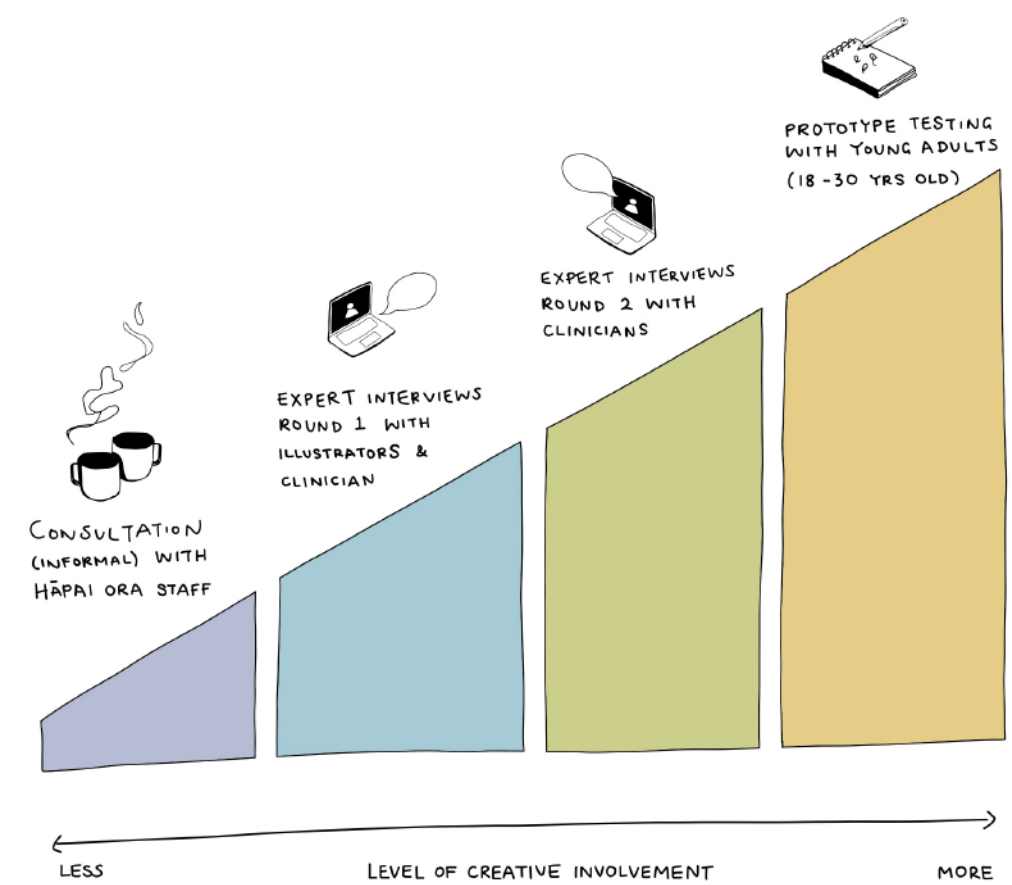 CONSULTATION
(INFORMAL) WITH
HĀPAI ORA STAFF
EXPERT INTERVIEWS
ROUND 1 WITH
ILLUSTRATORS &
CLINICIAN
EXPERT INTERVIEWS
ROUND 2 WITH
CLINICIANS
PROTOTYPE TESTING
WITH YOUNG ADULTS
(18-30 YRS OLD)
LESS
LEVEL OF CREATIVE INVOLVEMENT
MORE